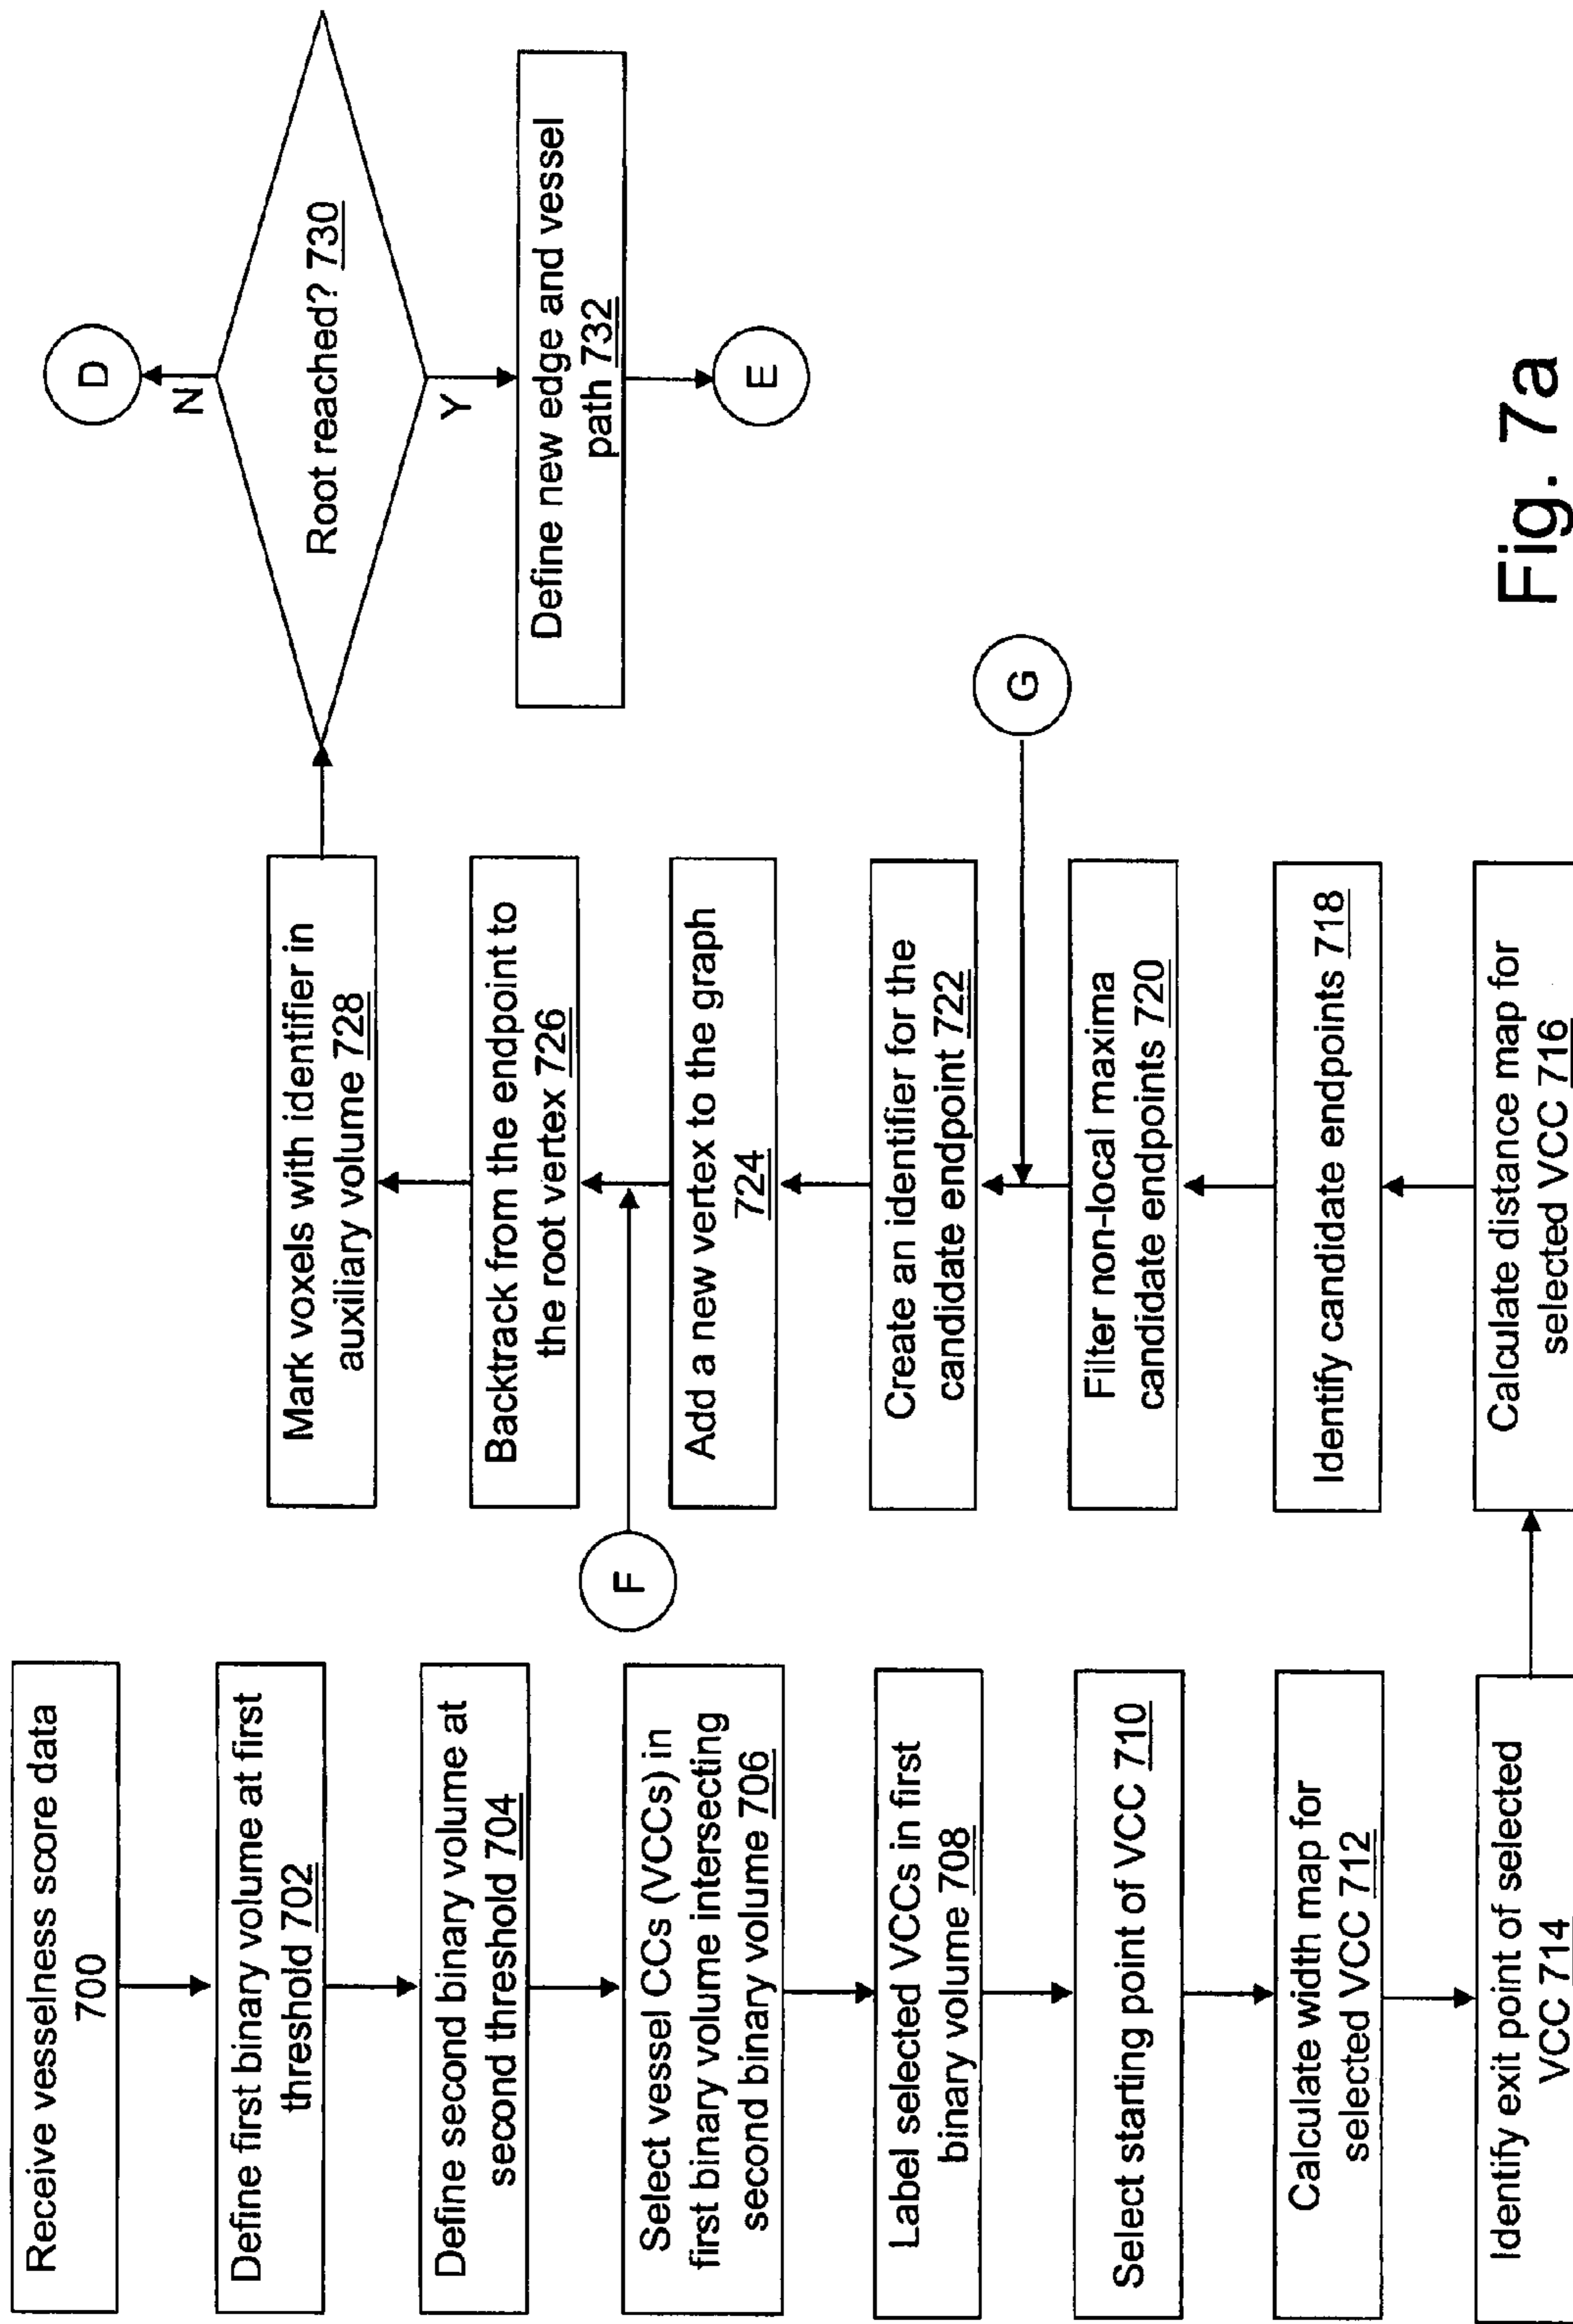 Receive vesselness score data
700
Define first binary volume at first
threshold 702
Define second binary volume at
second threshold 704
Select vessel CCs (VCCs) in
first binary volume intersecting
second binary volume 706
Label selected VCCs in first
binary volume 708
Select starting point of VCC 710
Calculate width map for
selected VCC 712
Identify exit point of selected
VCC 714
Calculate distance map for
selected VCC 716
Identify candidate endpoints 718
Filter non-local maxima
candidate endpoints 720
G
Create an identifier for the
candidate endpoint 722
Add a new vertex to the graph
724
F
Backtrack from the endpoint to
the root vertex 726
Mark voxels with identifier in
auxiliary volume 728
Root reached? 730
N
D
Y
Define new edge and vessel
path 732
E
Fig. 7a